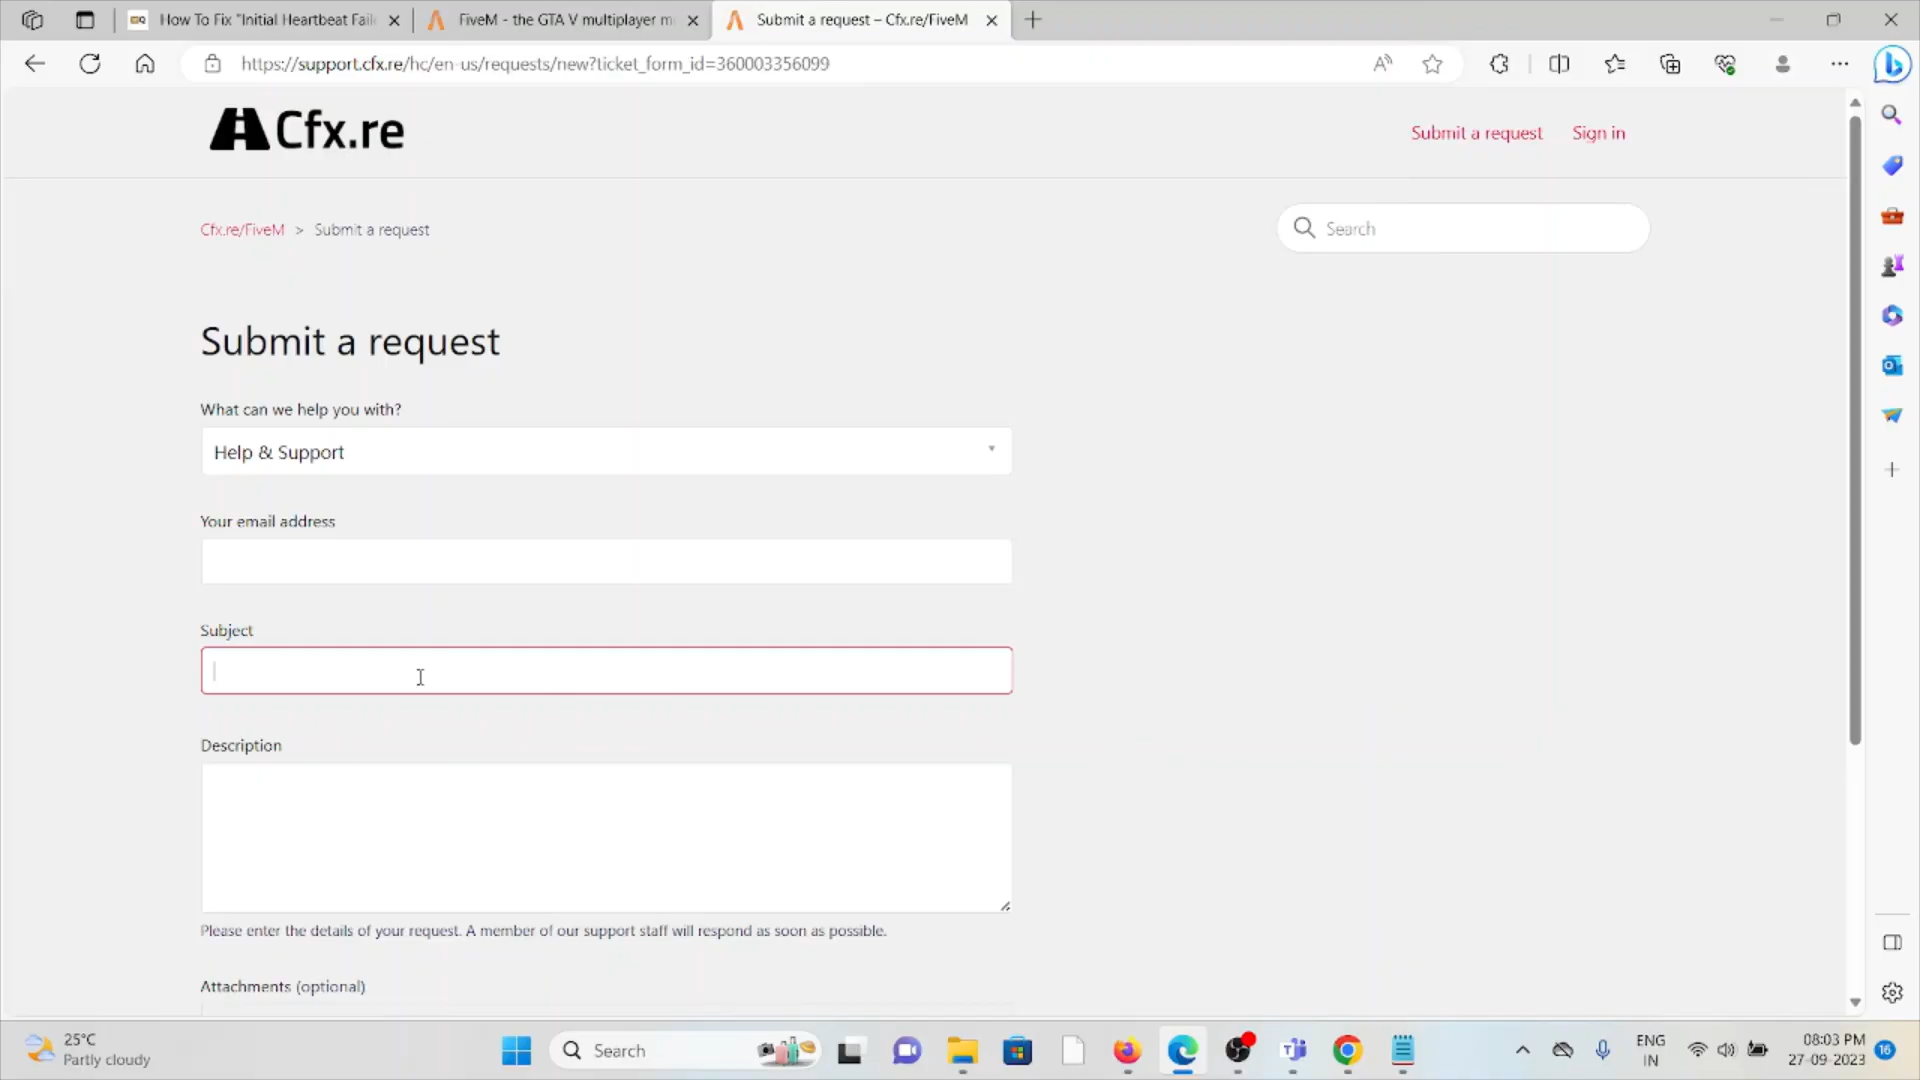 How To Fix "Initial Heartbeat Fail
FiveM - the GTA V multiplayer m
Submit a request – Cfx.re/FiveM
https://support.cfx.re/hc/en-us/requests/new?ticket_form_id=360003356099
Cfx.re
Submit a request
Sign in
Cfx.re/FiveM > Submit a request
Search
Submit a request
What can we help you with?
Help & Support
Your email address
Subject
Description
Please enter the details of your request. A member of our support staff will respond as soon as possible.
Attachments (optional)
25°C
Partly cloudy
Search
ENG
IN
08:03 PM
27-09-2023
16